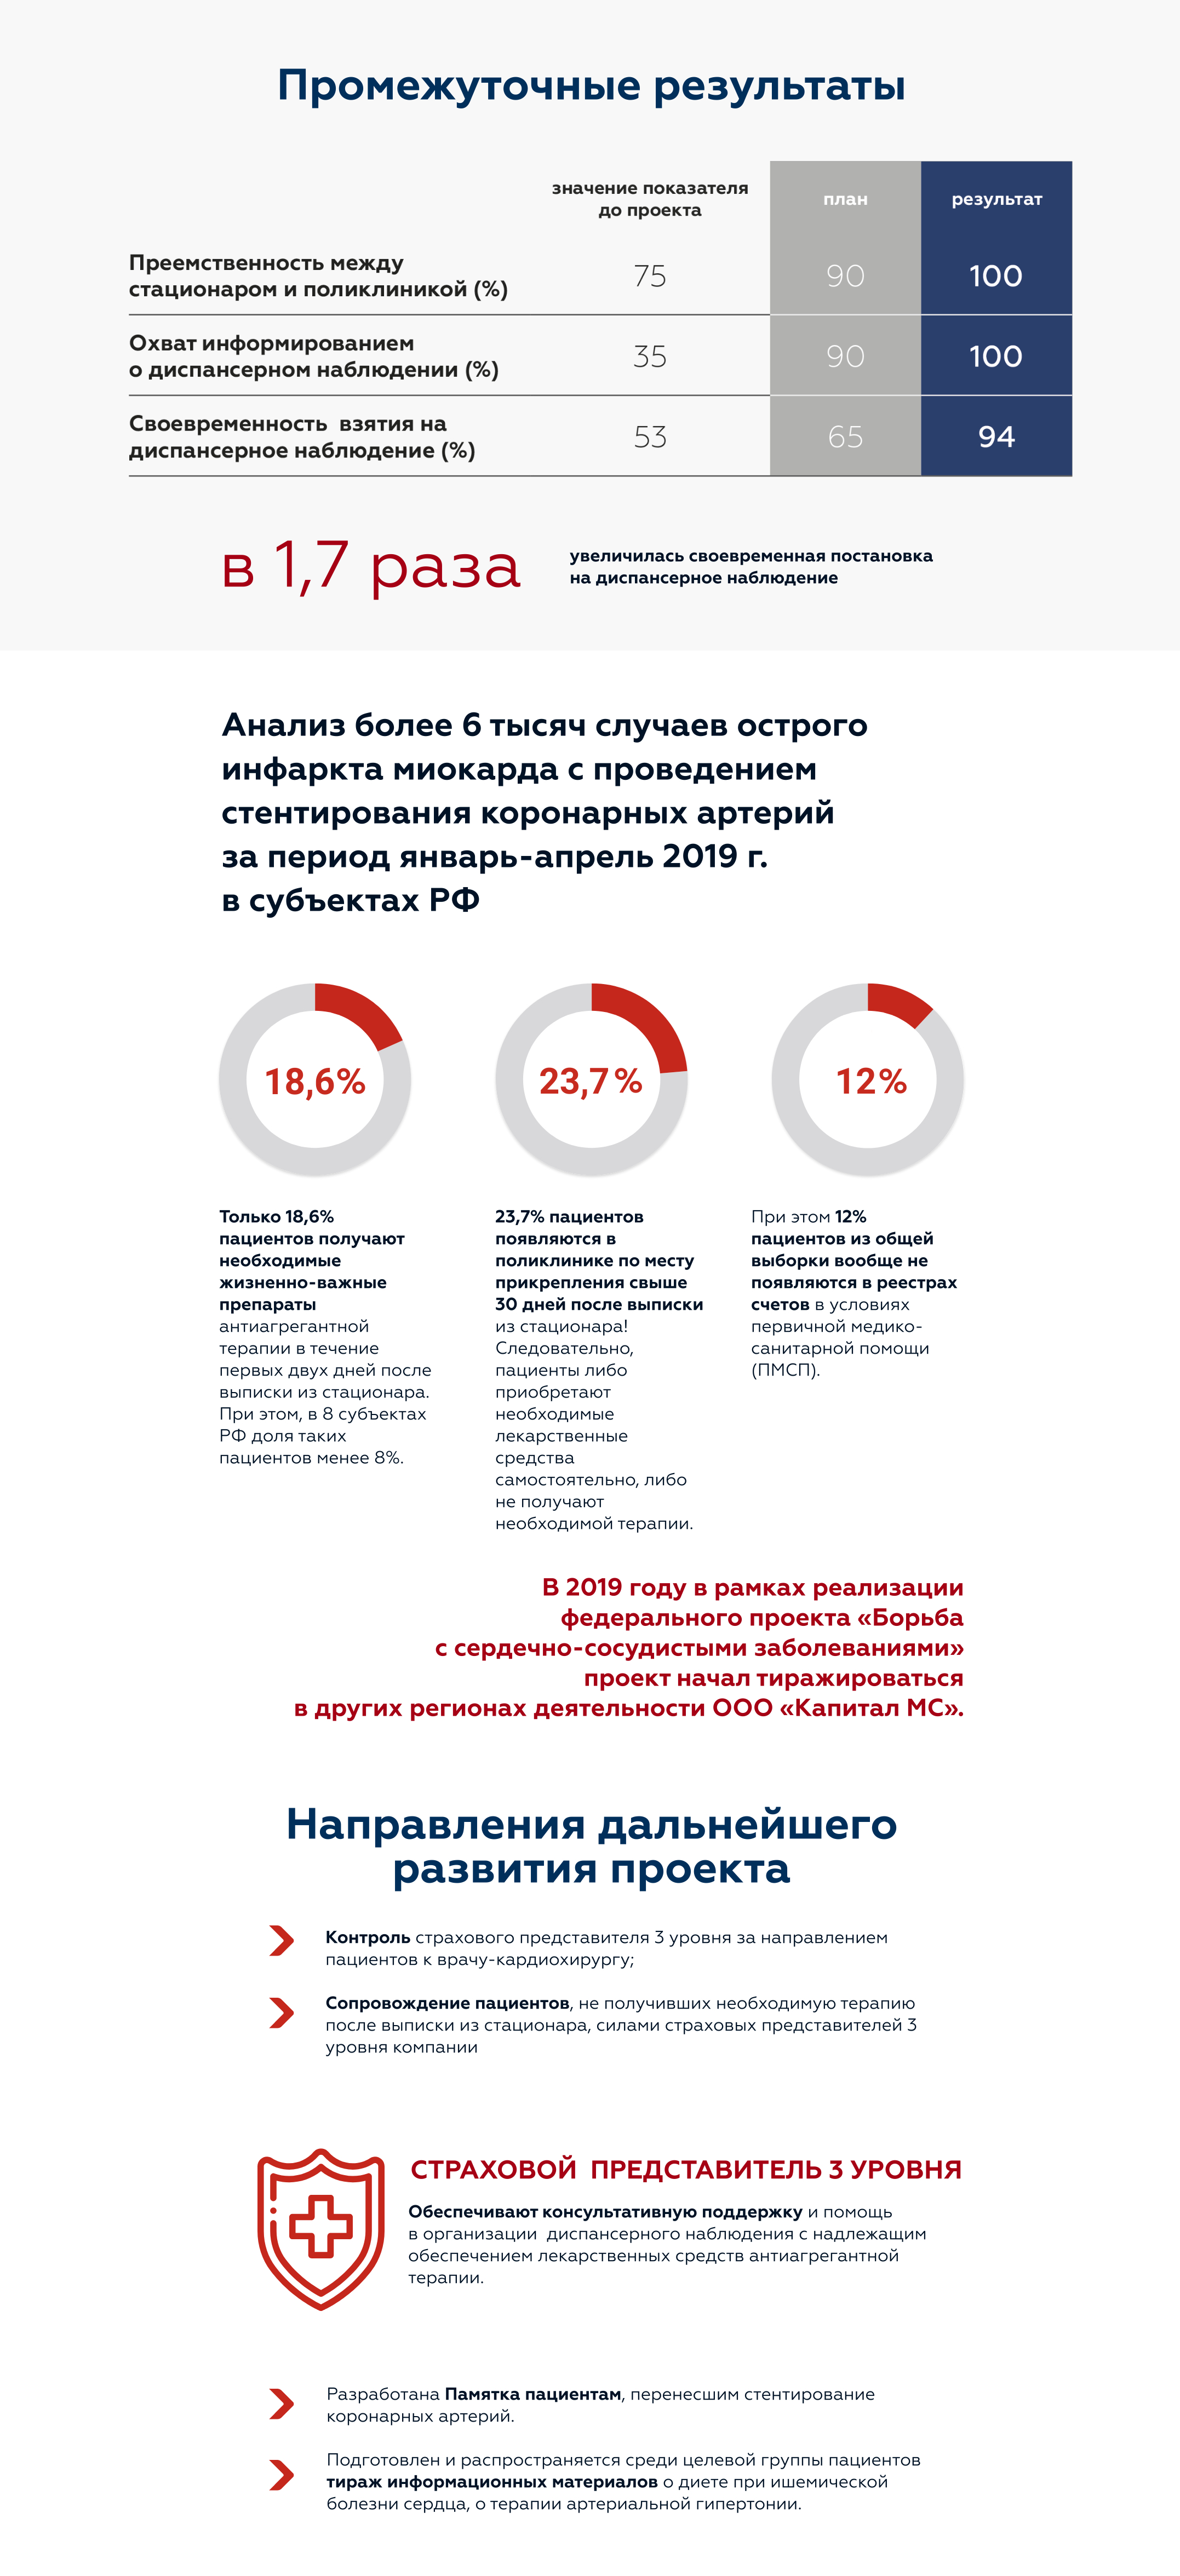 Промежуточные результаты
значение показателя
до проекта
план
результат
Преемственность между
стационаром и поликлиникой (%)
75
90
100
Охват информированием
о диспансерном наблюдении (%)
35
90
100
Своевременность взятия на
диспансерное наблюдение (%)
53
65
94
в 1,7 раза
увеличилась своевременная постановка
на диспансерное наблюдение
Анализ более 6 тысяч случаев острого
инфаркта миокарда с проведением
стентирования коронарных артерий
за период январь-апрель 2019 г.
в субъектах РФ
18,6%
23,7%
12%
Только 18,6%
пациентов получают
необходимые
жизненно-важные
препараты
антиагрегантной
терапии в течение
первых двух дней после
выписки из стационара.
При этом, в 8 субъектах
РФ доля таких
пациентов менее 8%.
23,7% пациентов
появляются в
поликлинике по месту
прикрепления свыше
30 дней после выписки
из стационара!
Следовательно,
пациенты либо
приобретают
необходимые
лекарственные
средства
самостоятельно, либо
не получают
необходимой терапии.
При этом 12%
пациентов из общей
выборки вообще не
появляются в реестрах
счетов в условиях
первичной медико-
санитарной помощи
(ПМСП).
В 2019 году в рамках реализации
федерального проекта «Борьба
с сердечно-сосудистыми заболеваниями»
проект начал тиражироваться
в других регионах деятельности ООО «Капитал МС».
Направления дальнейшего
развития проекта
Контроль страхового представителя 3 уровня за направлением
пациентов к врачу-кардиохирургу;
Сопровождение пациентов, не получивших необходимую терапию
после выписки из стационара, силами страховых представителей 3
уровня компании
СТРАХОВОЙ ПРЕДСТАВИТЕЛЬ 3 УРОВНЯ
Обеспечивают консультативную поддержку и помощь
в организации диспансерного наблюдения с надлежащим
обеспечением лекарственных средств антиагрегантной
терапии.
Разработана Памятка пациентам, перенесшим стентирование
коронарных артерий.
Подготовлен и распространяется среди целевой группы пациентов
тираж информационных материалов о диете при ишемической
болезни сердца, о терапии артериальной гипертонии.